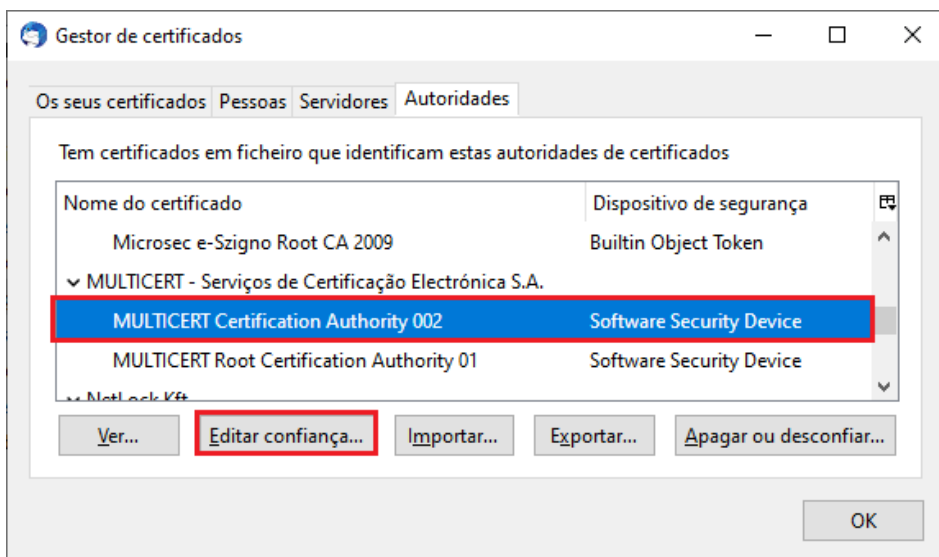 Gestor de certificados
Os seus certificados Pessoas Servidores Autoridades
Tem certificados em ficheiro que identificam estas autoridades de certificados
Nome do certificado Dispositivo de segurança
Microsec e-Szigno Root CA 2009 Builtin Object Token
MULTICERT - Serviços de Certificação Electrónica S.A.
MULTICERT Certification Authority 002 Software Security Device
MULTICERT Root Certification Authority 01 Software Security Device
NetLock Kft
Ver... Editar confiança... Importar... Exportar... Apagar ou desconfiar...
OK